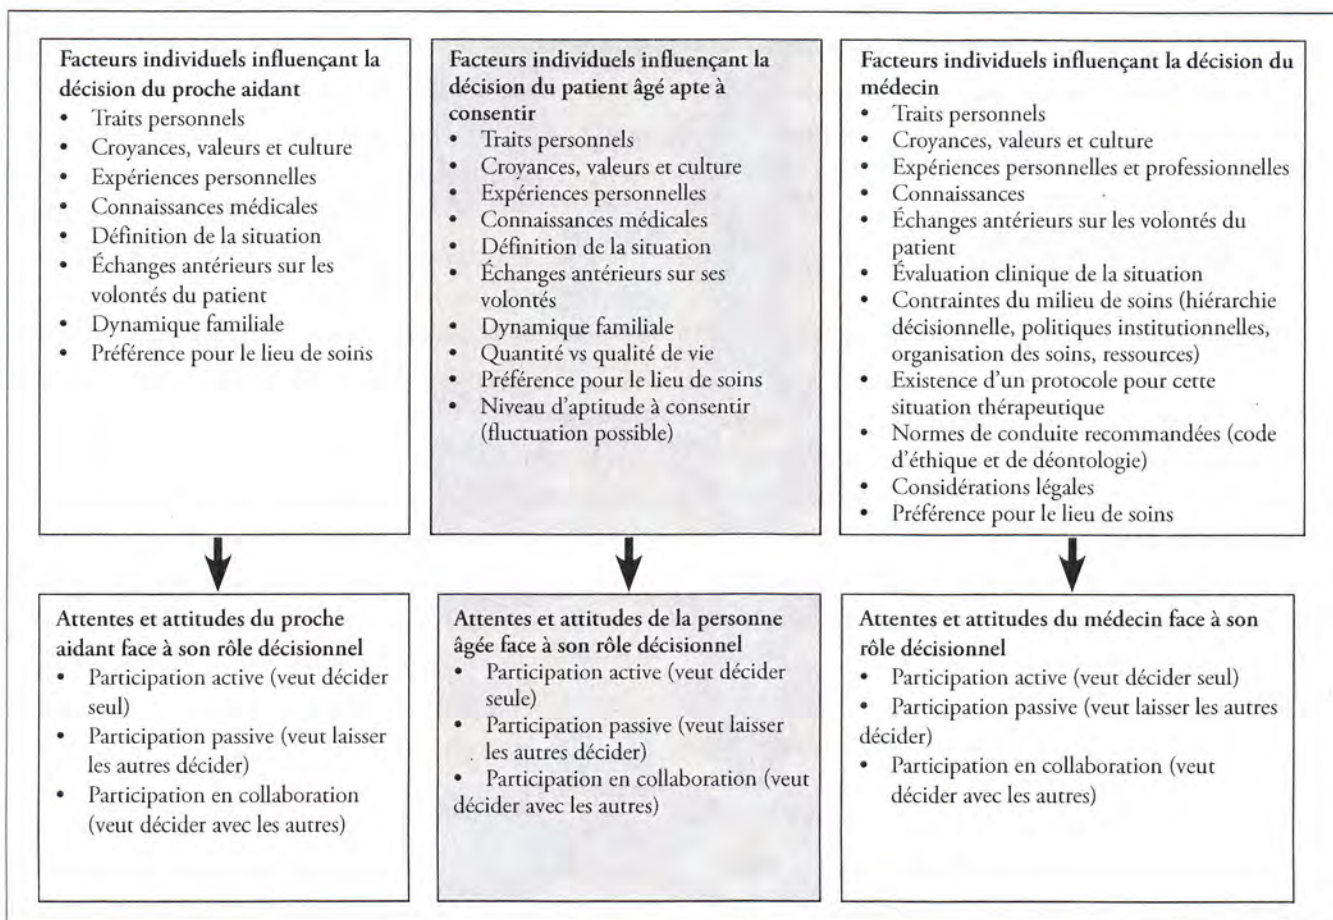 Facteurs individuels influençant la
décision du proche aidant
• Traits personnels
• Croyances, valeurs et culture
• Expériences personnelles
• Connaissances médicales
• Définition de la situation
• Échanges antérieurs sur les
volontés du patient
• Dynamique familiale
• Préférence pour le lieu de soins
Facteurs individuels influençant la
décision du patient âgé apte à
consentir
• Traits personnels
• Croyances, valeurs et culture
• Expériences personnelles
• Connaissances médicales
• Définition de la situation
• Échanges antérieurs sur ses
volontés
• Dynamique familiale
• Quantité vs qualité de vie
• Préférence pour le lieu de soins
• Niveau d'aptitude à consentir
(fluctuation possible)
Facteurs individuels influençant la décision du
médecin
• Traits personnels
• Croyances, valeurs et culture
• Expériences personnelles et professionnelles
• Connaissances
• Échanges antérieurs sur les volontés du
patient
• Évaluation clinique de la situation
• Contraintes du milieu de soins (hiérarchie
décisionnelle, politiques institutionnelles,
organisation des soins, ressources)
• Existence d'un protocole pour cette
situation thérapeutique
• Normes de conduite recommandées (code
d'éthique et de déontologie)
• Considérations légales
• Préférence pour le lieu de soins
Attentes et attitudes du proche
aidant face à son rôle décisionnel
• Participation active (veut décider
seul)
• Participation passive (veut laisser
les autres décider)
• Participation en collaboration
(veut décider avec les autres)
Attentes et attitudes de la personne
âgée face à son rôle décisionnel
• Participation active (veut décider
seule)
• Participation passive (veut laisser
les autres décider)
• Participation en collaboration (veut
décider avec les autres)
Attentes et attitudes du médecin face à son
rôle décisionnel
• Participation active (veut décider seul)
• Participation passive (veut laisser les autres
décider)
• Participation en collaboration (veut
décider avec les autres)